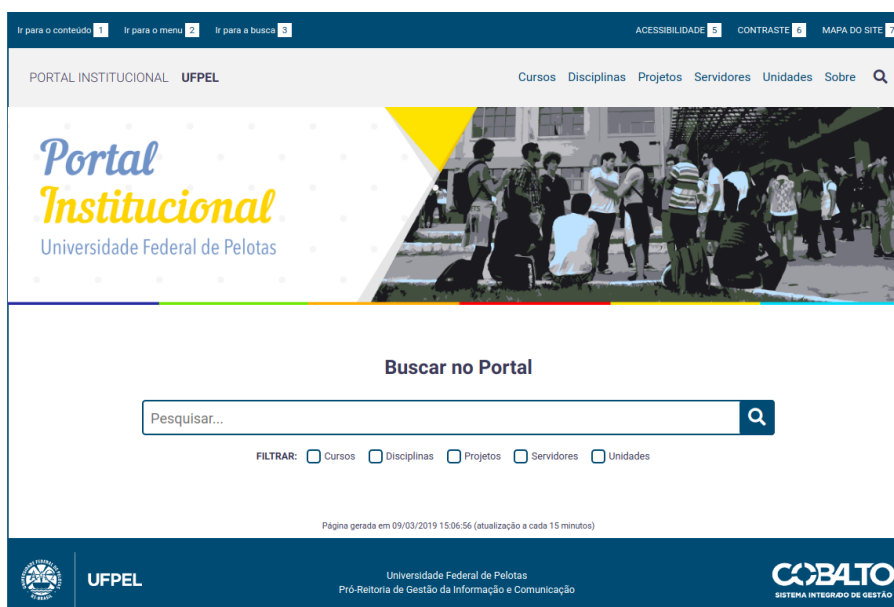 Ir para o conteúdo 1 Ir para o menu 2 Ir para a busca 3 ACESSIBILIDADE 5 CONTRASTE 6 MAPA DO SITE 7
PORTAL INSTITUCIONAL UFPEL Cursos Disciplinas Projetos Servidores Unidades Sobre
Portal
Institucional
Universidade Federal de Pelotas
Buscar no Portal
Pesquisar...
FILTRAR: Cursos Disciplinas Projetos Servidores Unidades
Página gerada em 09/03/2019 15:06:56 (atualização a cada 15 minutos)
UFPEL
Universidade Federal de Pelotas
Pró-Reitoria de Gestão da Informação e Comunicação
COBALTO
SISTEMA INTEGRADO DE GESTÃO